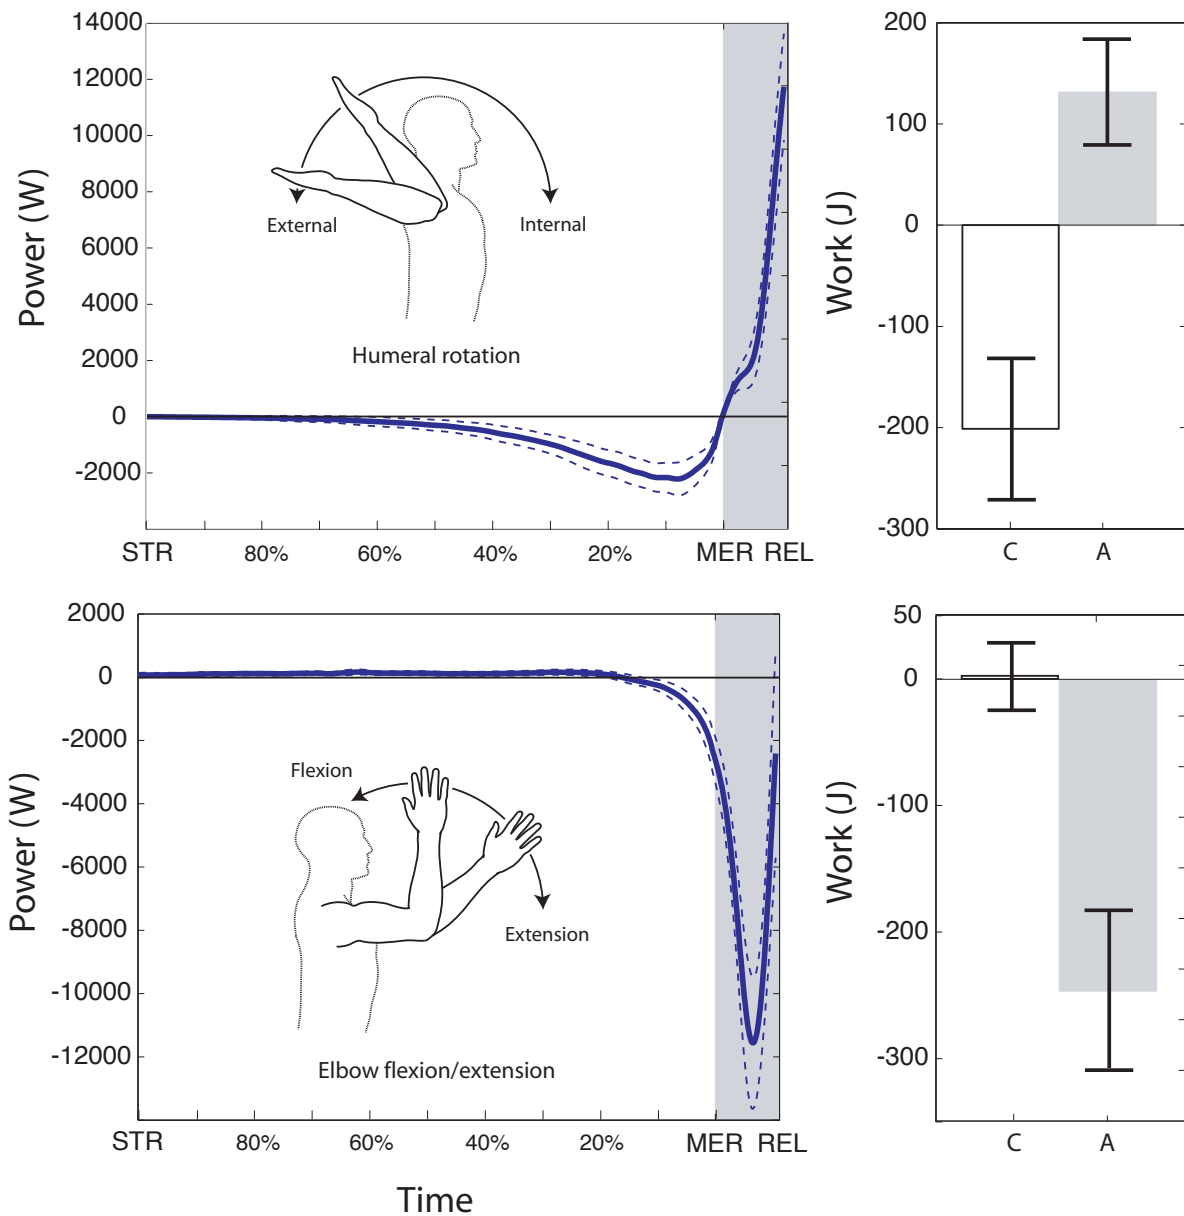 14000
12000
10000
8000
6000
4000
2000
0
-2000
Power (W)
External
Internal
Humeral rotation
STR 80% 60% 40% 20% MER REL
200
100
0
-100
-200
-300
Work (J)
C A
2000
0
-2000
-4000
-6000
-8000
-10000
-12000
Power (W)
Flexion
Extension
Elbow flexion/extension
STR 80% 60% 40% 20% MER REL
Time
50
0
-100
-200
-300
Work (J)
C A